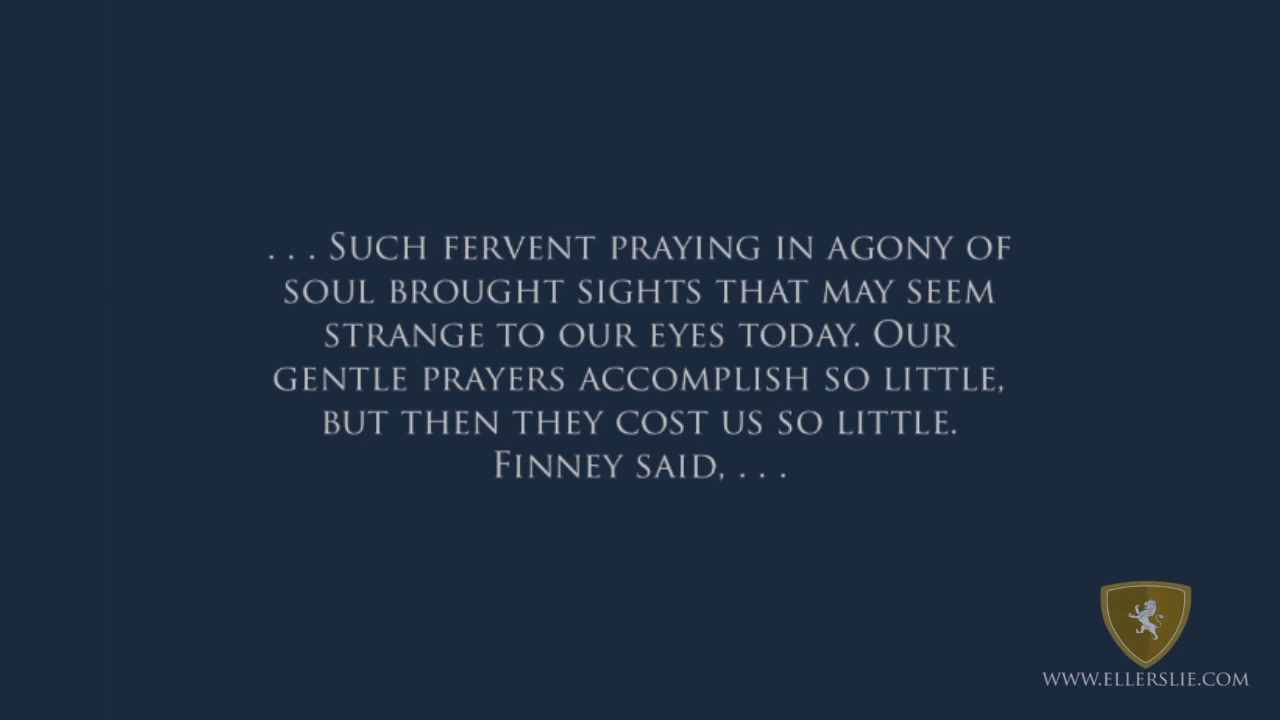 . . . Such fervent praying in agony of
soul brought sights that may seem
strange to our eyes today. Our
gentle prayers accomplish so little,
but then they cost us so little.
Finney said, . . .
www.ellerslie.com